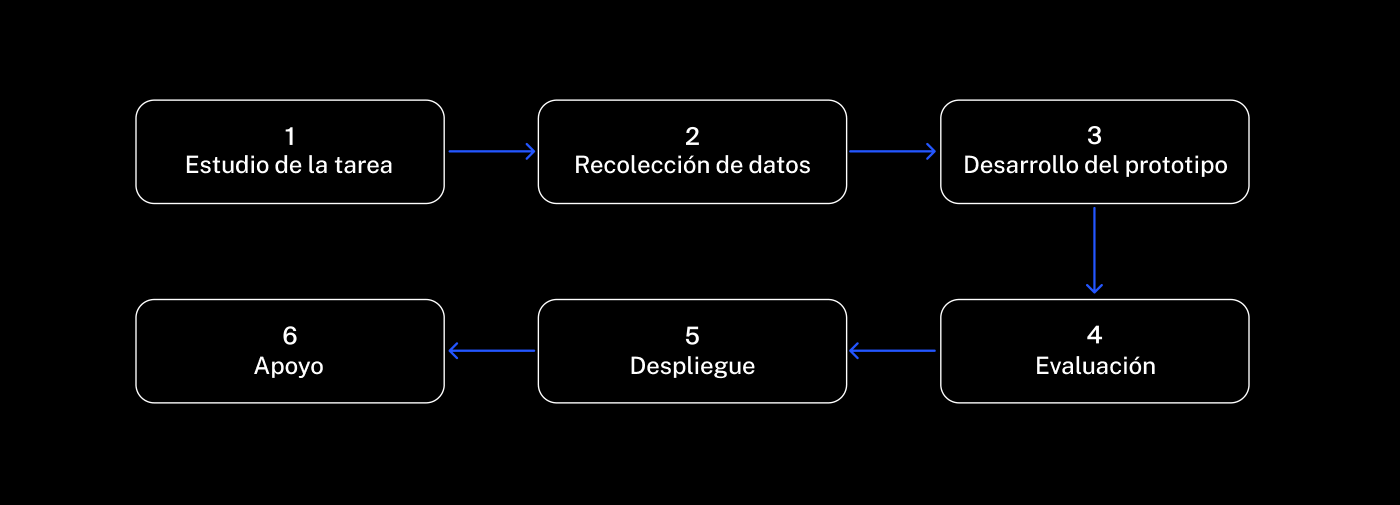 1
Estudio de la tarea
2
Recolección de datos
3
Desarrollo del prototipo
4
Evaluación
5
Despliegue
6
Apoyo